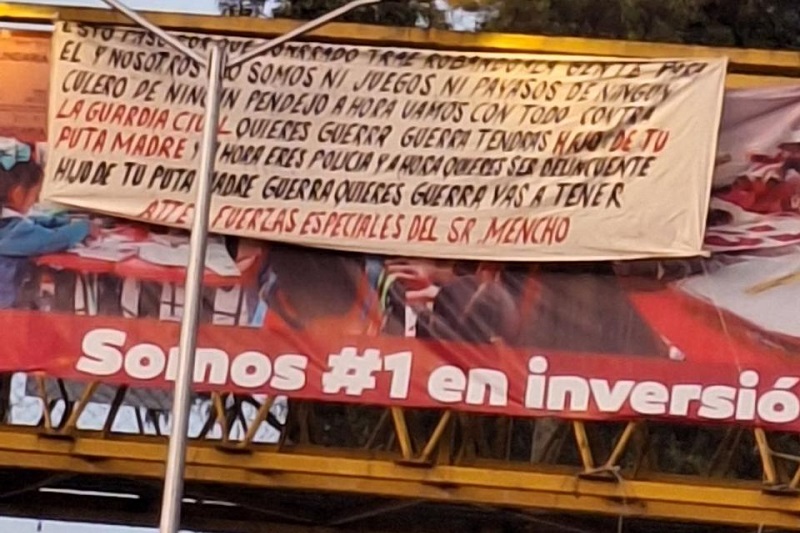 ESTO PASO POR QUE CONRRADO TRAE ROBANDO LA GENTE PUSO
EL Y NOSOTROS NO SOMOS NI JUEGOS NI PAYASOS DE NINGUN
CULERO DE NINGUN PENDEJO AHORA VAMOS CON TODO CONTRA
LA GUARDIA CIVIL QUIERES GUERRA GUERRA TENDRAS HIJO DE TU
PUTA MADRE Y AHORA ERES POLICIA Y AHORA QUIERES SER DELINCUENTE
HIJO DE TU PUTA MADRE GUERRA QUIERES GUERRA VAS A TENER
ATTE FUERZAS ESPECIALES DEL SR. MENCHO
Somos #1 en inversió